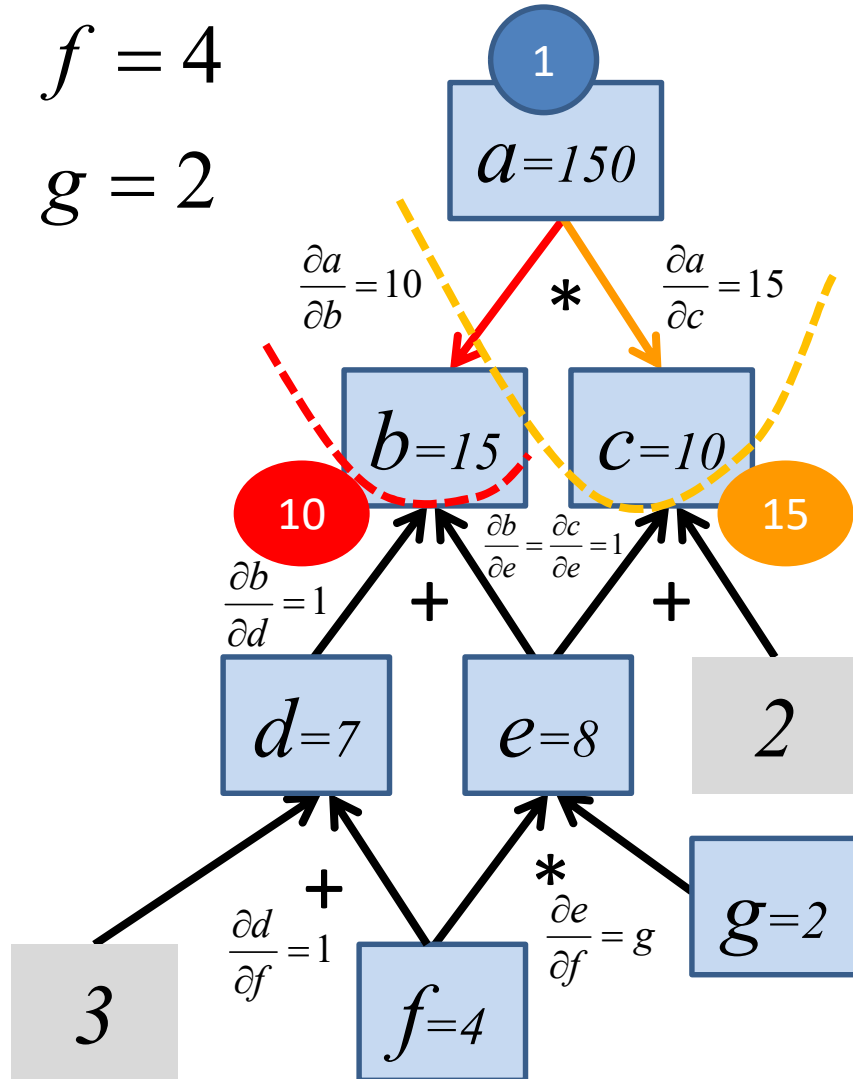 f = 4
1
g = 2
a=150
∂a/∂b = 10
*
∂a/∂c = 15
b=15
c=10
10
∂b/∂e = ∂c/∂e = 1
15
∂b/∂d = 1
+
+
d=7
e=8
2
+
*
g=2
∂d/∂f = 1
∂e/∂f = g
3
f=4